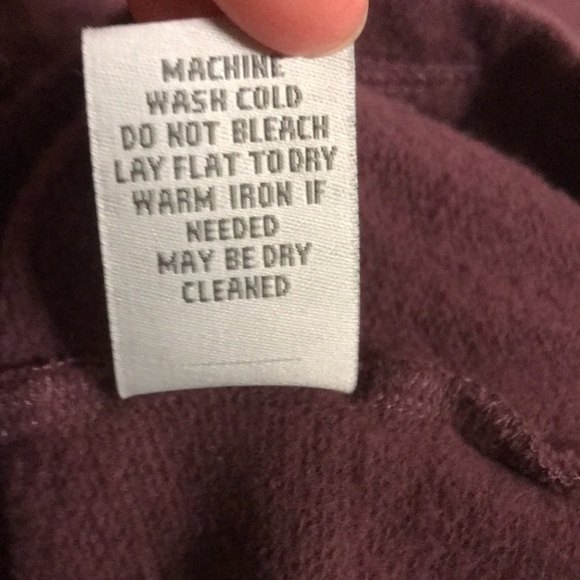 MACHINE
WASH COLD
DO NOT BLEACH
LAY FLAT TO DRY
WARM IRON IF
NEEDED
MAY BE DRY
CLEANED